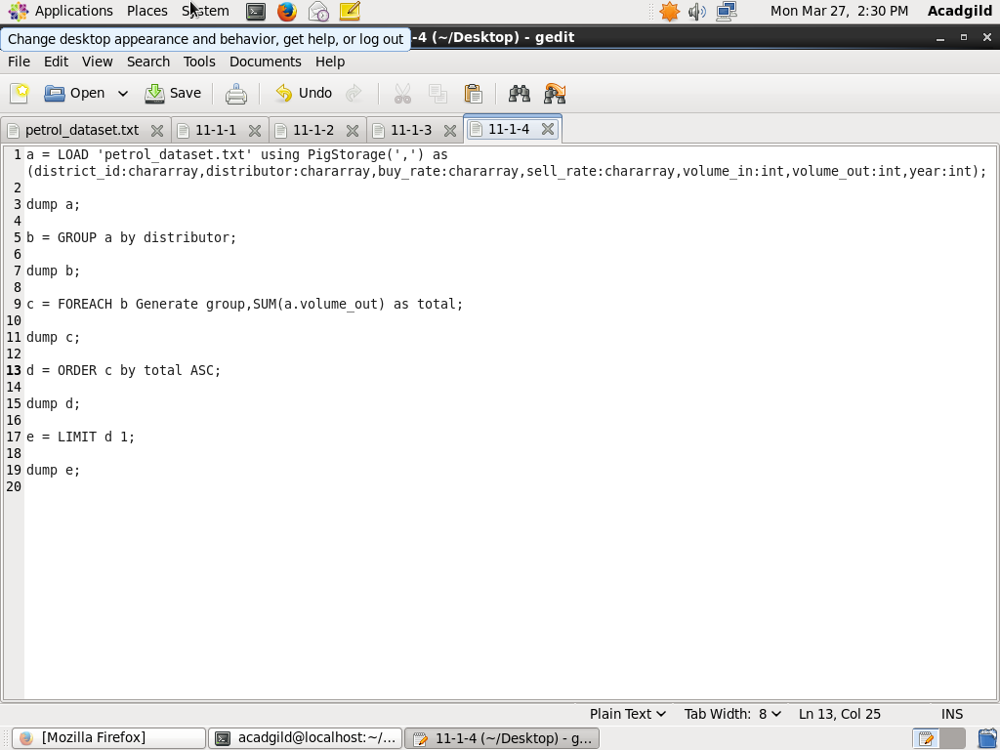 Applications Places System Mon Mar 27, 2:30 PM Acadgild
Change desktop appearance and behavior, get help, or log out -4 (~/Desktop) - gedit
File Edit View Search Tools Documents Help
Open Save Undo
petrol_dataset.txt 11-1-1 11-1-2 11-1-3 11-1-4
1 a = LOAD 'petrol_dataset.txt' using PigStorage(',') as
(district_id:chararray,distributor:chararray,buy_rate:chararray,sell_rate:chararray,volume_in:int,volume_out:int,year:int);
2
3 dump a;
4
5 b = GROUP a by distributor;
6
7 dump b;
8
9 c = FOREACH b Generate group,SUM(a.volume_out) as total;
10
11 dump c;
12
13 d = ORDER c by total ASC;
14
15 dump d;
16
17 e = LIMIT d 1;
18
19 dump e;
20
Plain Text Tab Width: 8 Ln 13, Col 25 INS
[Mozilla Firefox] acadgild@localhost:~/... 11-1-4 (~/Desktop) - g...